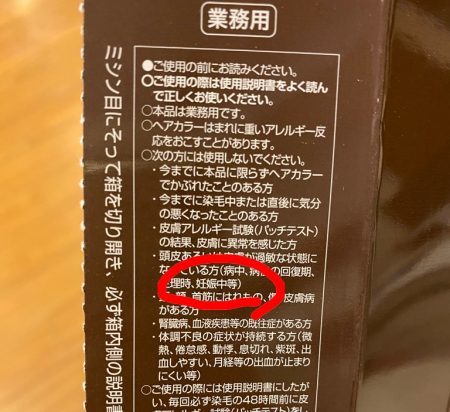 業務用
●ご使用の前にお読みください。
○ご使用の際は使用説明書をよく読ん
で正しくお使いください。
○本品は業務用です。
○ヘアカラーはまれに重いアレルギー反
応をおこすことがあります。
○次の方には使用しないでください。
・今までに本品に限らずヘアカラー
でかぶれたことのある方
・今までに染毛中または直後に気分
の悪くなったことのある方
・皮膚アレルギー試験(パッチテスト)
の結果、皮膚に異常を感じた方
・頭皮あるいは皮膚が過敏な状態に
なっている方(病中、病後の回復期、
生理時、妊娠中等)
首筋にはれもの、皮膚病
がある方
・腎臓病、血液疾患等の既往症がある方
・体調不良の症状が持続する方(微
熱、倦怠感、動悸、息切れ、紫斑、出
血しやすい、月経等の出血が止まり
にくい等)
○ご使用の際には使用説明書にしたが
い、毎回必ず染毛の48時間前に皮
ミシン目にそって箱を切り開き、必ず箱内側の説明書